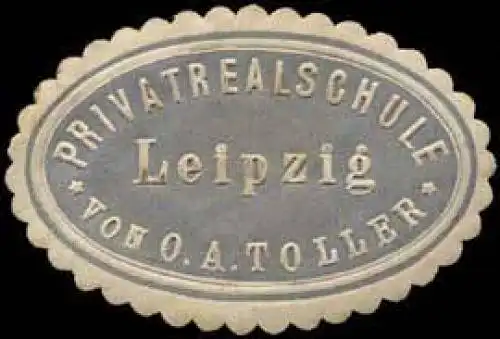 PRIVATREALSCHULE
Leipzig
* VON O. A. TOLLER *